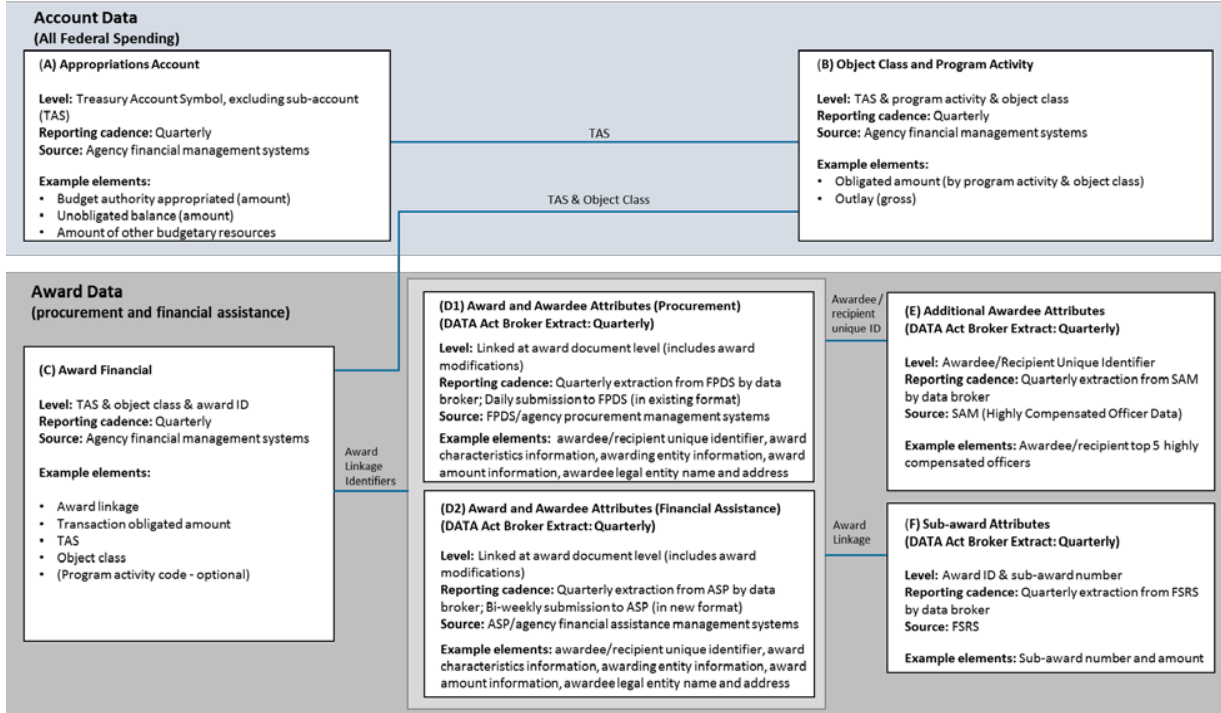 Account Data
(All Federal Spending)
(A) Appropriations Account
Level: Treasury Account Symbol, excluding sub-account
(TAS)
Reporting cadence: Quarterly
Source: Agency financial management systems
Example elements:
• Budget authority appropriated (amount)
• Unobligated balance (amount)
• Amount of other budgetary resources
TAS
TAS & Object Class
(B) Object Class and Program Activity
Level: TAS & program activity & object class
Reporting cadence: Quarterly
Source: Agency financial management systems
Example elements:
• Obligated amount (by program activity & object class)
• Outlay (gross)
Award Data
(procurement and financial assistance)
(C) Award Financial
Level: TAS & object class & award ID
Reporting cadence: Quarterly
Source: Agency financial management systems
Example elements:
• Award linkage
• Transaction obligated amount
• TAS
• Object class
• (Program activity code - optional)
Award
Linkage
Identifiers
(D1) Award and Awardee Attributes (Procurement)
(DATA Act Broker Extract: Quarterly)
Level: Linked at award document level (includes award
modifications)
Reporting cadence: Quarterly extraction from FPDS by data
broker; Daily submission to FPDS (in existing format)
Source: FPDS/agency procurement management systems
Example elements: awardee/recipient unique identifier, award
characteristics information, awarding entity information, award
amount information, awardee legal entity name and address
(D2) Award and Awardee Attributes (Financial Assistance)
(DATA Act Broker Extract: Quarterly)
Level: Linked at award document level (includes award
modifications)
Reporting cadence: Quarterly extraction from ASP by data
broker; Bi-weekly submission to ASP (in new format)
Source: ASP/agency financial assistance management systems
Example elements: awardee/recipient unique identifier, award
characteristics information, awarding entity information, award
amount information, awardee legal entity name and address
Awardee/
recipient
unique ID
(E) Additional Awardee Attributes
(DATA Act Broker Extract: Quarterly)
Level: Awardee/Recipient Unique Identifier
Reporting cadence: Quarterly extraction from SAM
by data broker
Source: SAM (Highly Compensated Officer Data)
Example elements: Awardee/recipient top 5 highly
compensated officers
Award
Linkage
(F) Sub-award Attributes
(DATA Act Broker Extract: Quarterly)
Level: Award ID & sub-award number
Reporting cadence: Quarterly extraction from FSRS
by data broker
Source: FSRS
Example elements: Sub-award number and amount